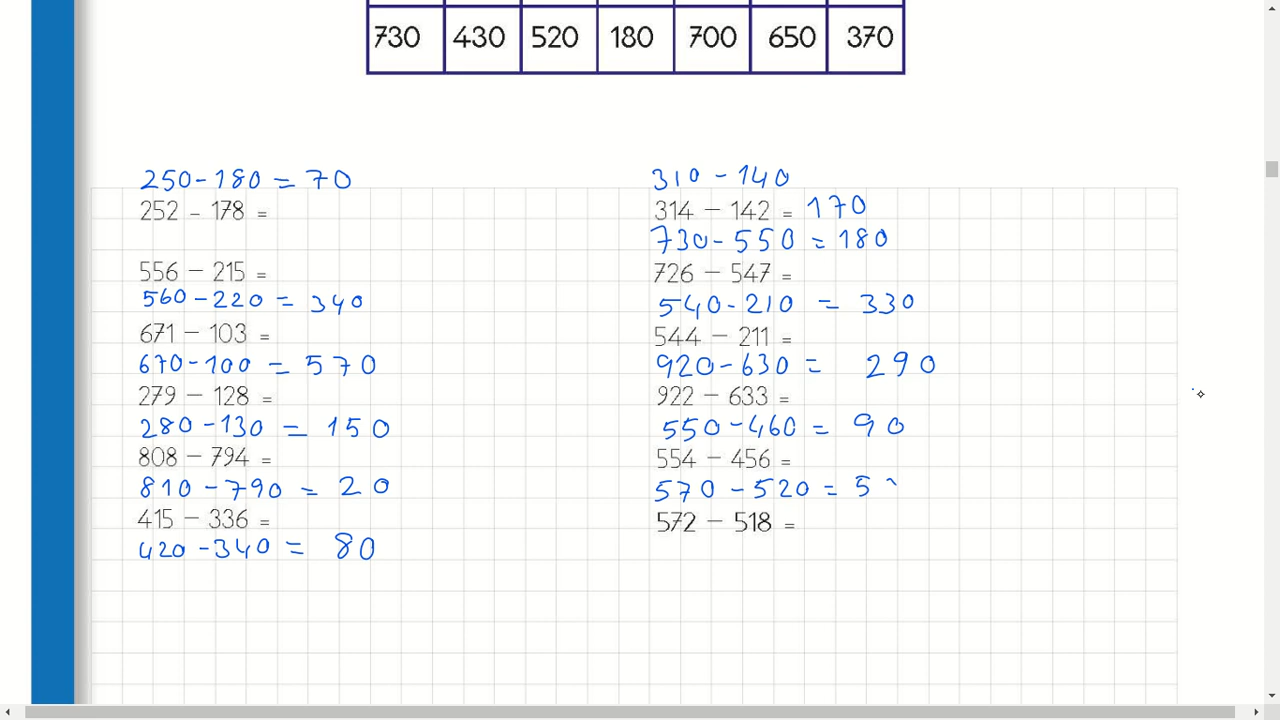 730 430 520 180 700 650 370
250-180 = 70
252 - 178 =
556 - 215 =
560-220 = 340
671 - 103 =
670-100 = 570
279 - 128 =
280-130 = 150
808 - 794 =
810-790 = 20
415 - 336 =
420-340 = 80
310 - 140
314 - 142 = 170
730-550 = 180
726 - 547 =
540-210 = 330
544 - 211 =
920-630 = 290
922 - 633 =
550-460 = 90
554 - 456 =
570-520 = 5
572 - 518 =